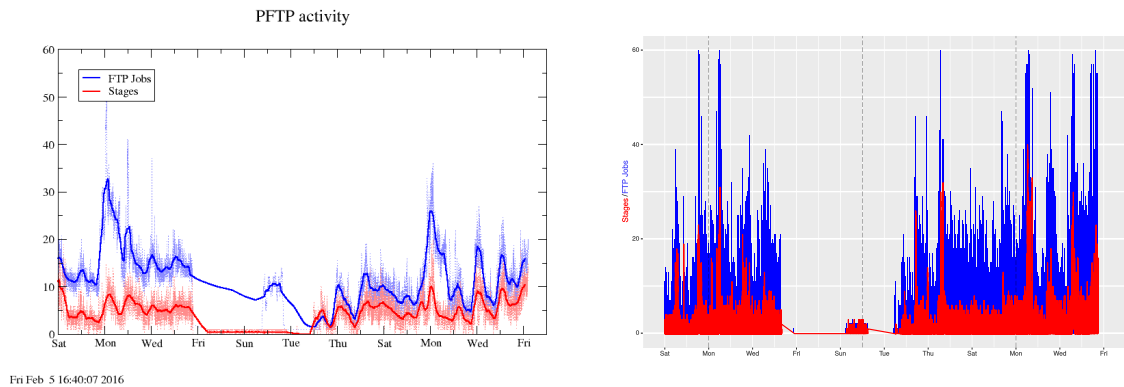 PFTP activity
60
50
40
30
20
10
0
FTP Jobs
Stages
Sat Mon Wed Fri Sun Tue Thu Sat Mon Wed Fri
Fri Feb 5 16:40:07 2016
60
40
20
0
Stages/FTP Jobs
Sat Mon Wed Fri Sun Tue Thu Sat Mon Wed Fri